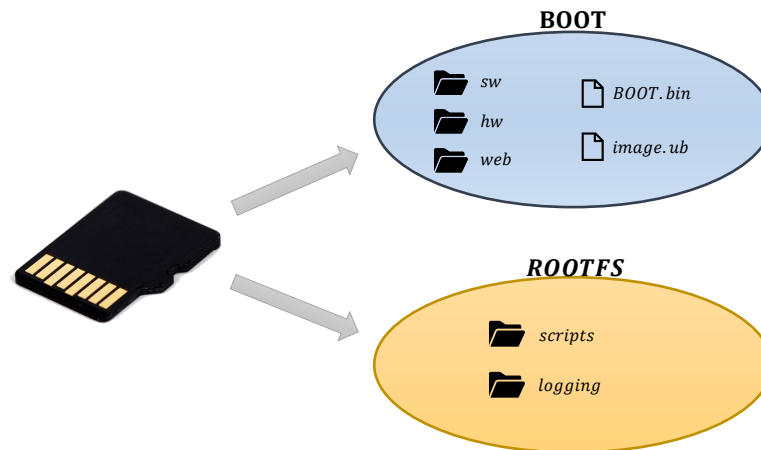 BOOT
sw
hw
web
BOOT.bin
image.ub
ROOTFS
scripts
logging